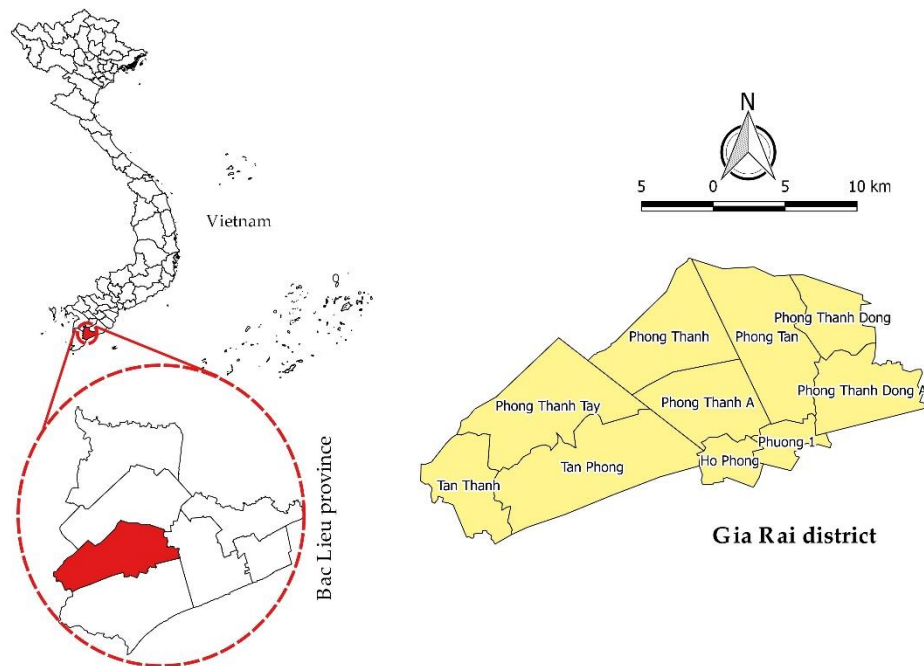 N
5 0 5 10 km
Vietnam
Phong Thanh Dong
Phong Thanh
Phong Tan
Phong Thanh Dong A
Phong Thanh Tay
Phong Thanh A
Phuong 1
Ho Phong
Tan Phong
Tan Thanh
Gia Rai district
Bac Lieu province